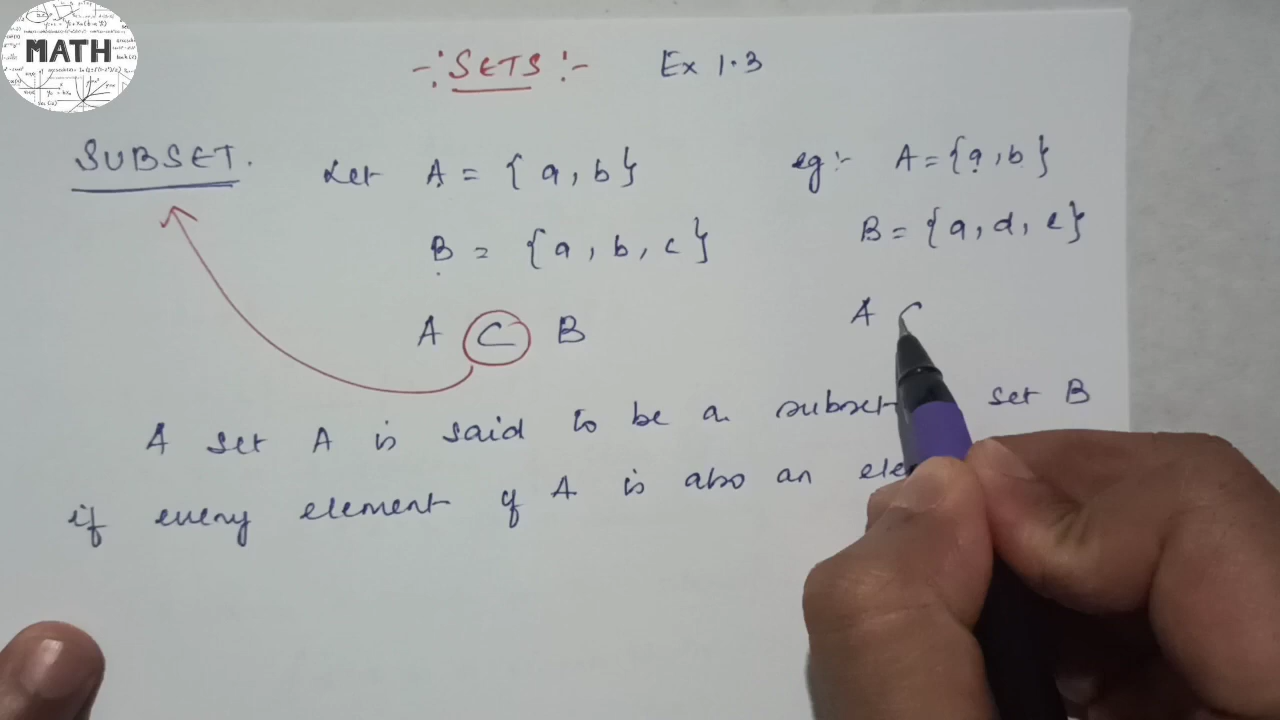 MATH
-:SETS:- Ex 1.3
SUBSET. Let A = { a, b } eg:- A = { a, b }
B = { a, b, c } B = { a, d, e }
A ⊂ B A ⊂
A set A is said to be a subset set B
if every element of A is also an ele